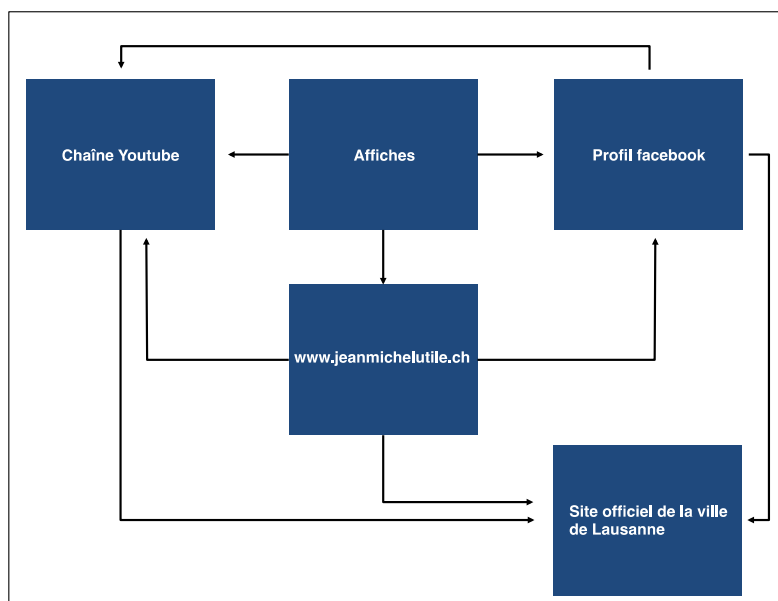 Chaîne Youtube
Affiches
Profil facebook
www.jeanmichelutile.ch
Site officiel de la ville
de Lausanne